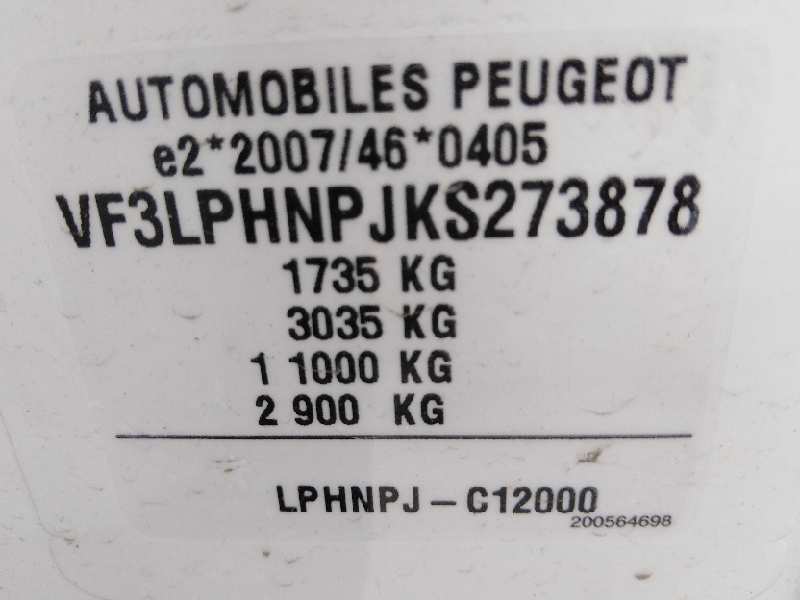 AUTOMOBILES PEUGEOT
e2*2007/46*0405
VF3LPHNPJKS273878
1735 KG
3035 KG
1 1000 KG
2 900 KG
LPHNPJ-C12000
200564698